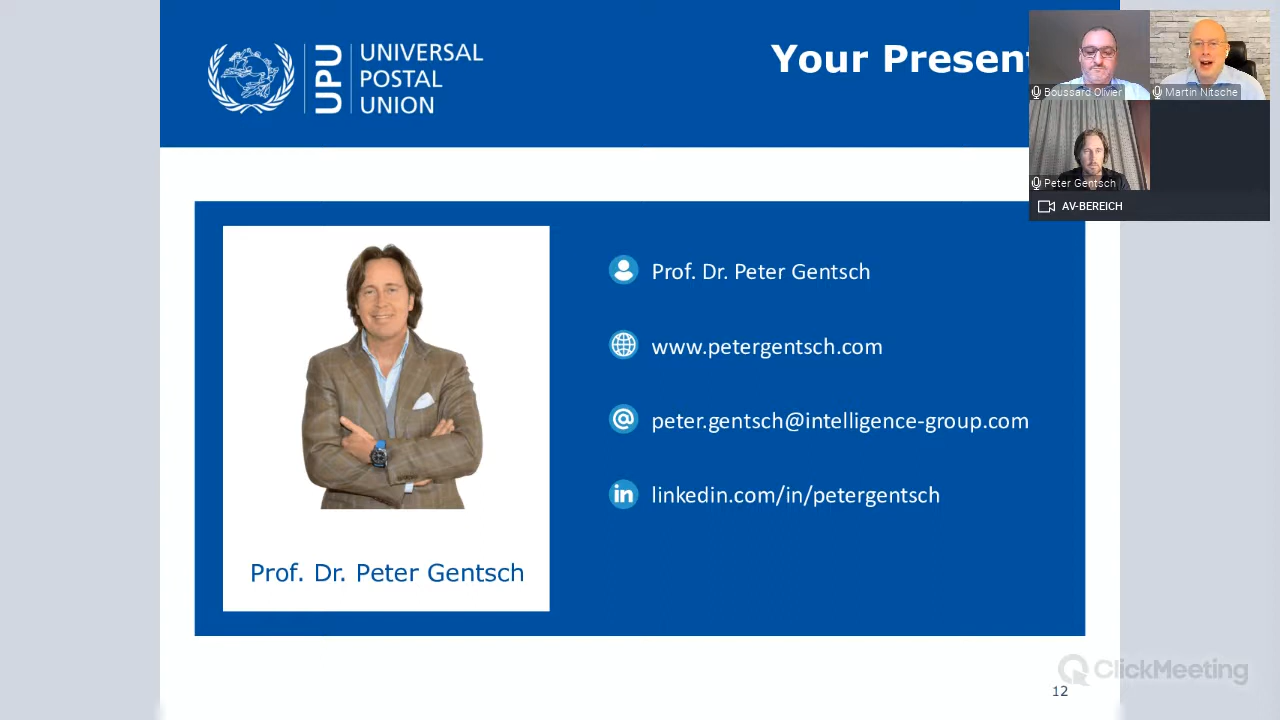 UPU
UNIVERSAL
POSTAL
UNION
Your Present
Boussard Olivier
Martin Nitsche
Peter Gentsch
AV-BEREICH
Prof. Dr. Peter Gentsch
www.petergentsch.com
peter.gentsch@intelligence-group.com
in
linkedin.com/in/petergentsch
Prof. Dr. Peter Gentsch
ClickMeeting
12